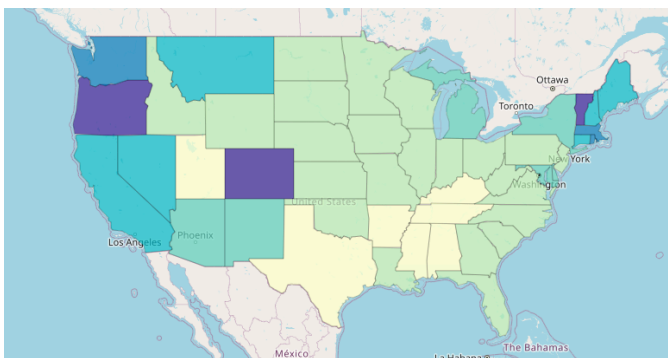 Ottawa
Toronto
New York
Washington
United States
Phoenix
Los Angeles
México
La Habana
The Bahamas